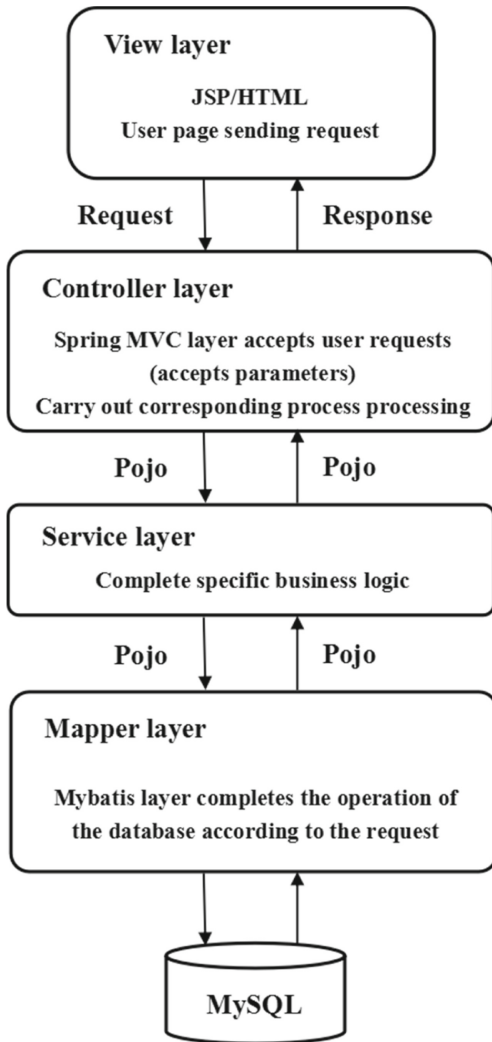 View layer
JSP/HTML
User page sending request
Request
Response
Controller layer
Spring MVC layer accepts user requests
(accepts parameters)
Carry out corresponding process processing
Pojo
Pojo
Service layer
Complete specific business logic
Pojo
Pojo
Mapper layer
Mybatis layer completes the operation of
the database according to the request
MySQL